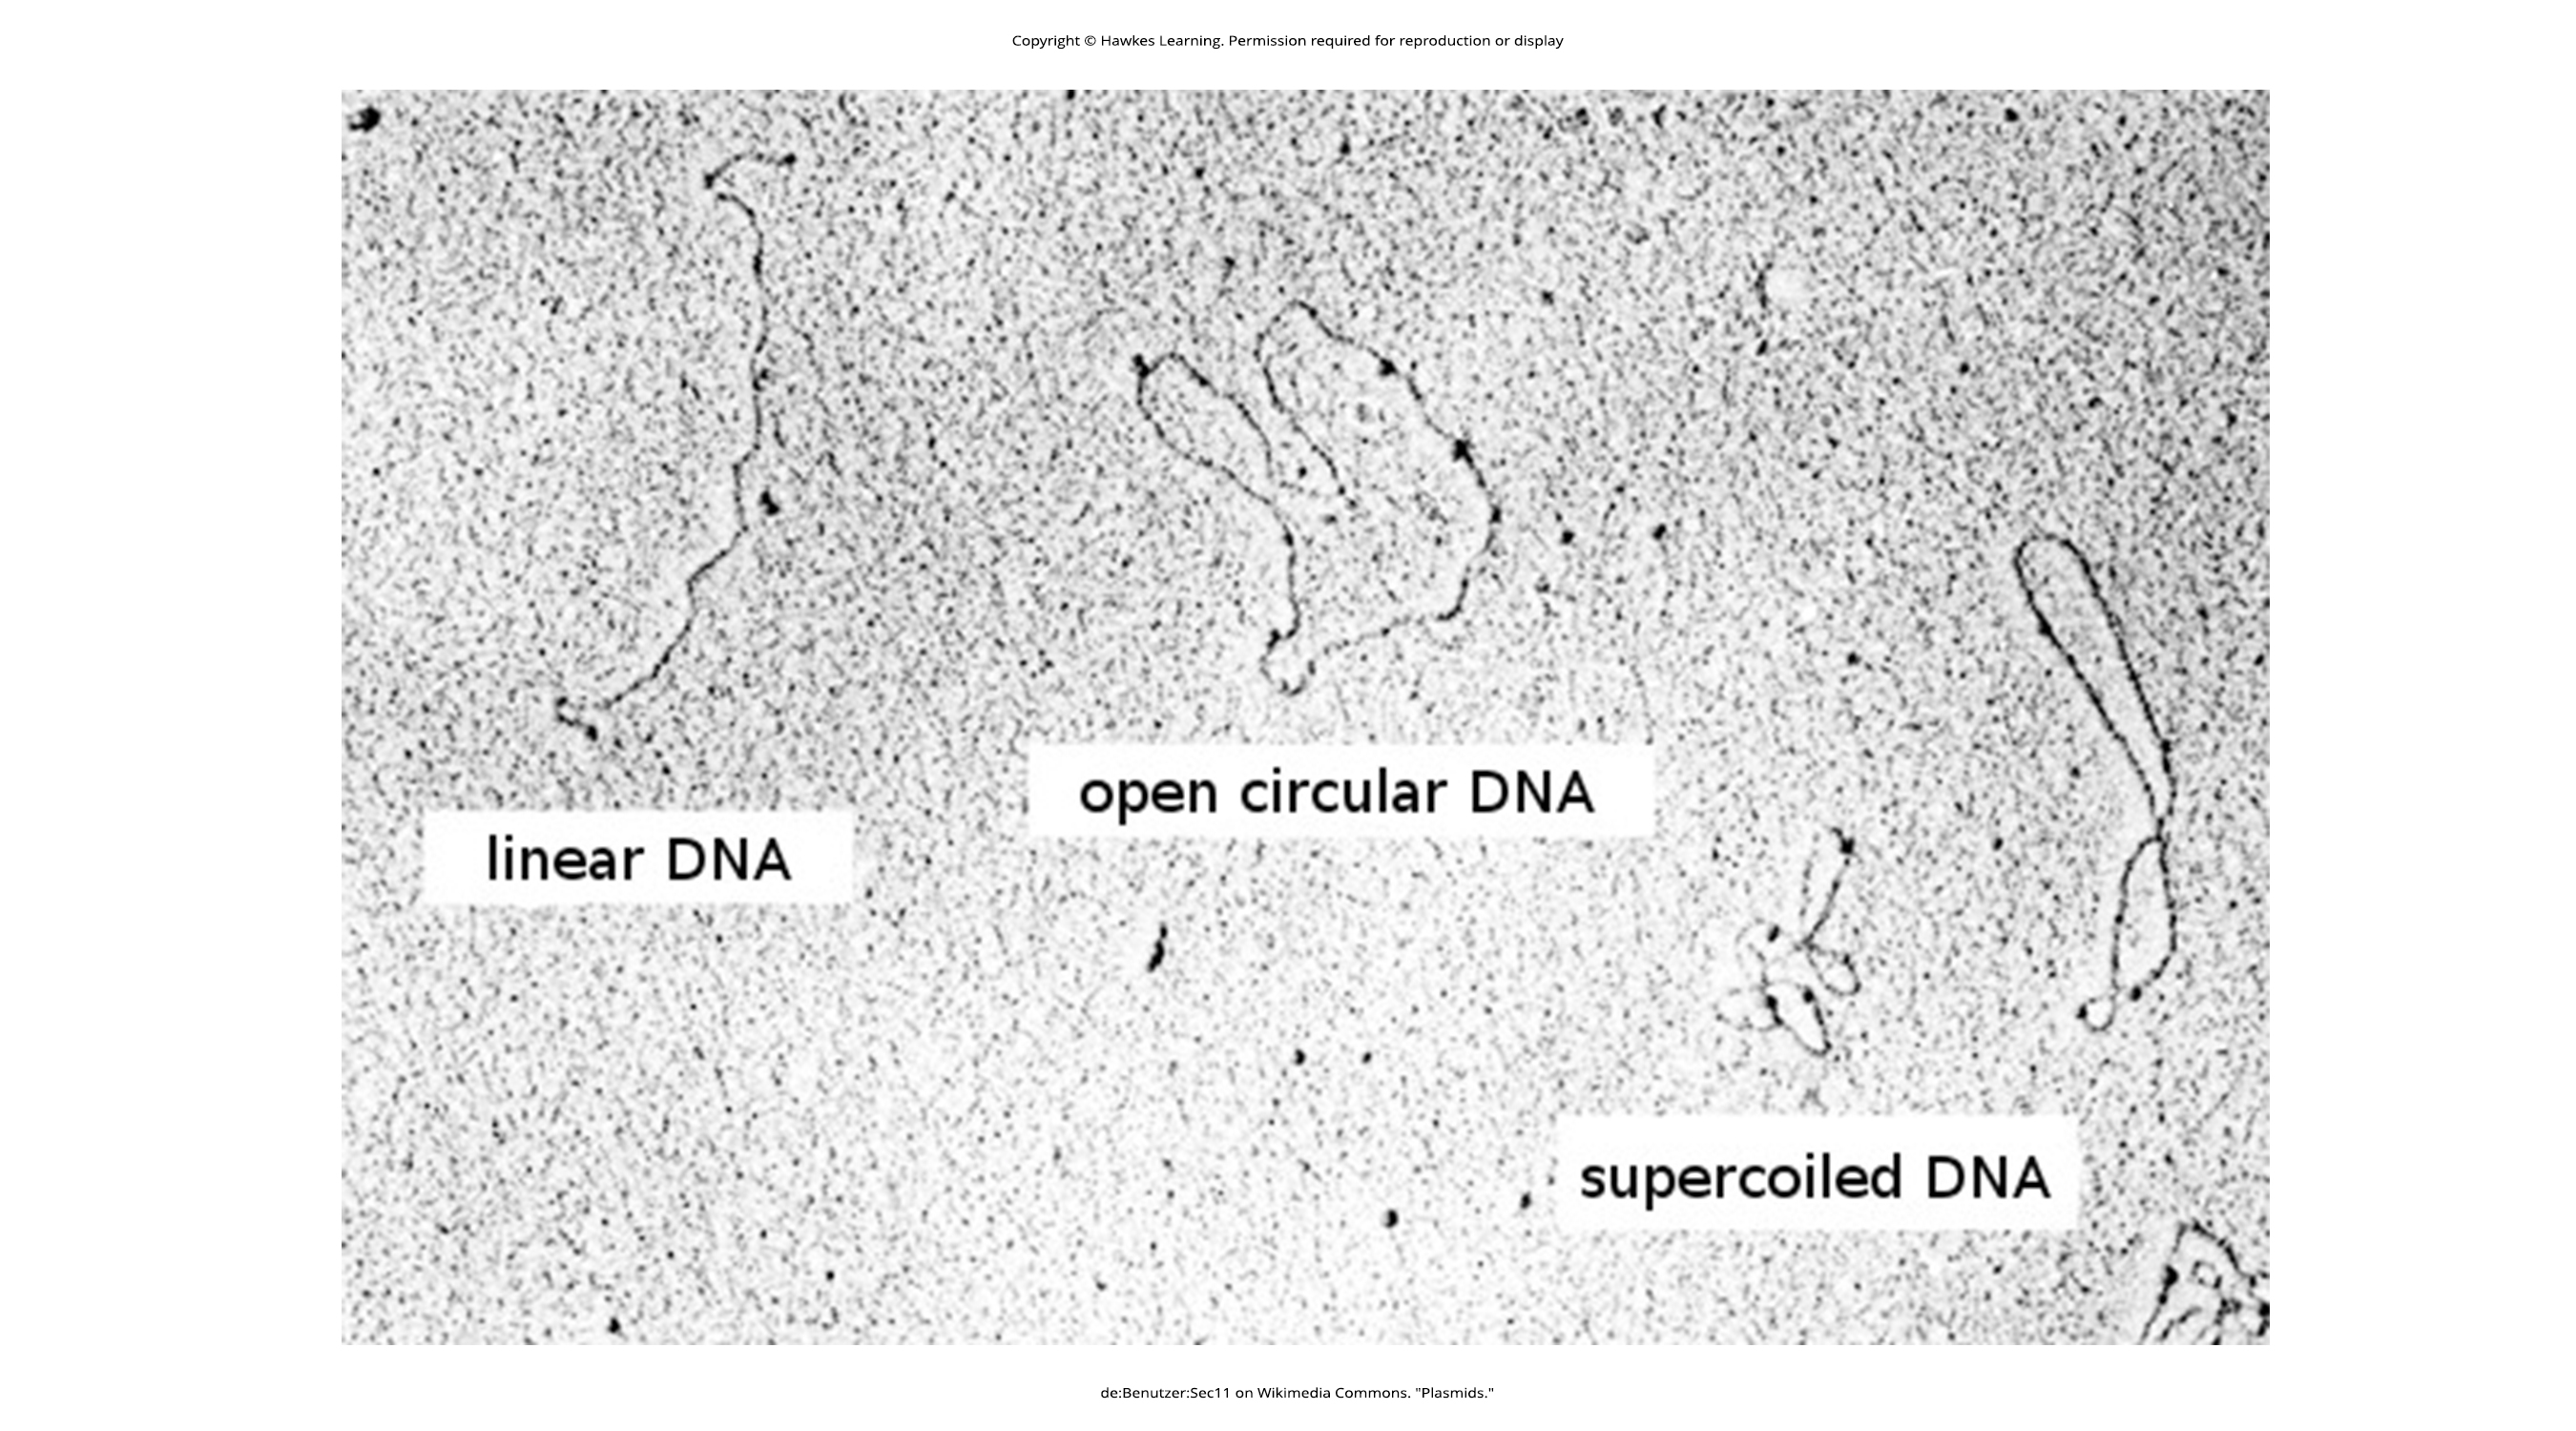 Copyright © Hawkes Learning. Permission required for reproduction or display
linear DNA
open circular DNA
supercoiled DNA
de:Benutzer:Sec11 on Wikimedia Commons. "Plasmids."